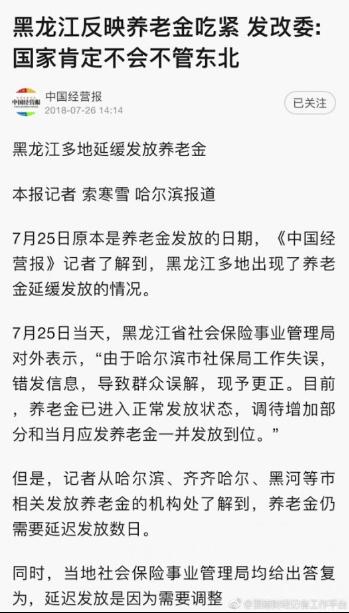 黑龙江反映养老金吃紧 发改委:
国家肯定不会不管东北
中国经营报
中国经营报
2018-07-26 14:14
已关注
黑龙江多地延缓发放养老金
本报记者 索寒雪 哈尔滨报道
7月25日原本是养老金发放的日期，《中国经
营报》记者了解到，黑龙江多地出现了养老
金延缓发放的情况。
7月25日当天，黑龙江省社会保险事业管理局
对外表示，“由于哈尔滨市社保局工作失误，
错发信息，导致群众误解，现予更正。目前
，养老金已进入正常发放状态，调待增加部
分和当月应发养老金一并发放到位。”
但是，记者从哈尔滨、齐齐哈尔、黑河等市
相关发放养老金的机构处了解到，养老金仍
需要延迟发放数日。
同时，当地社会保险事业管理局均给出答复
为，延迟发放是因为需要调整